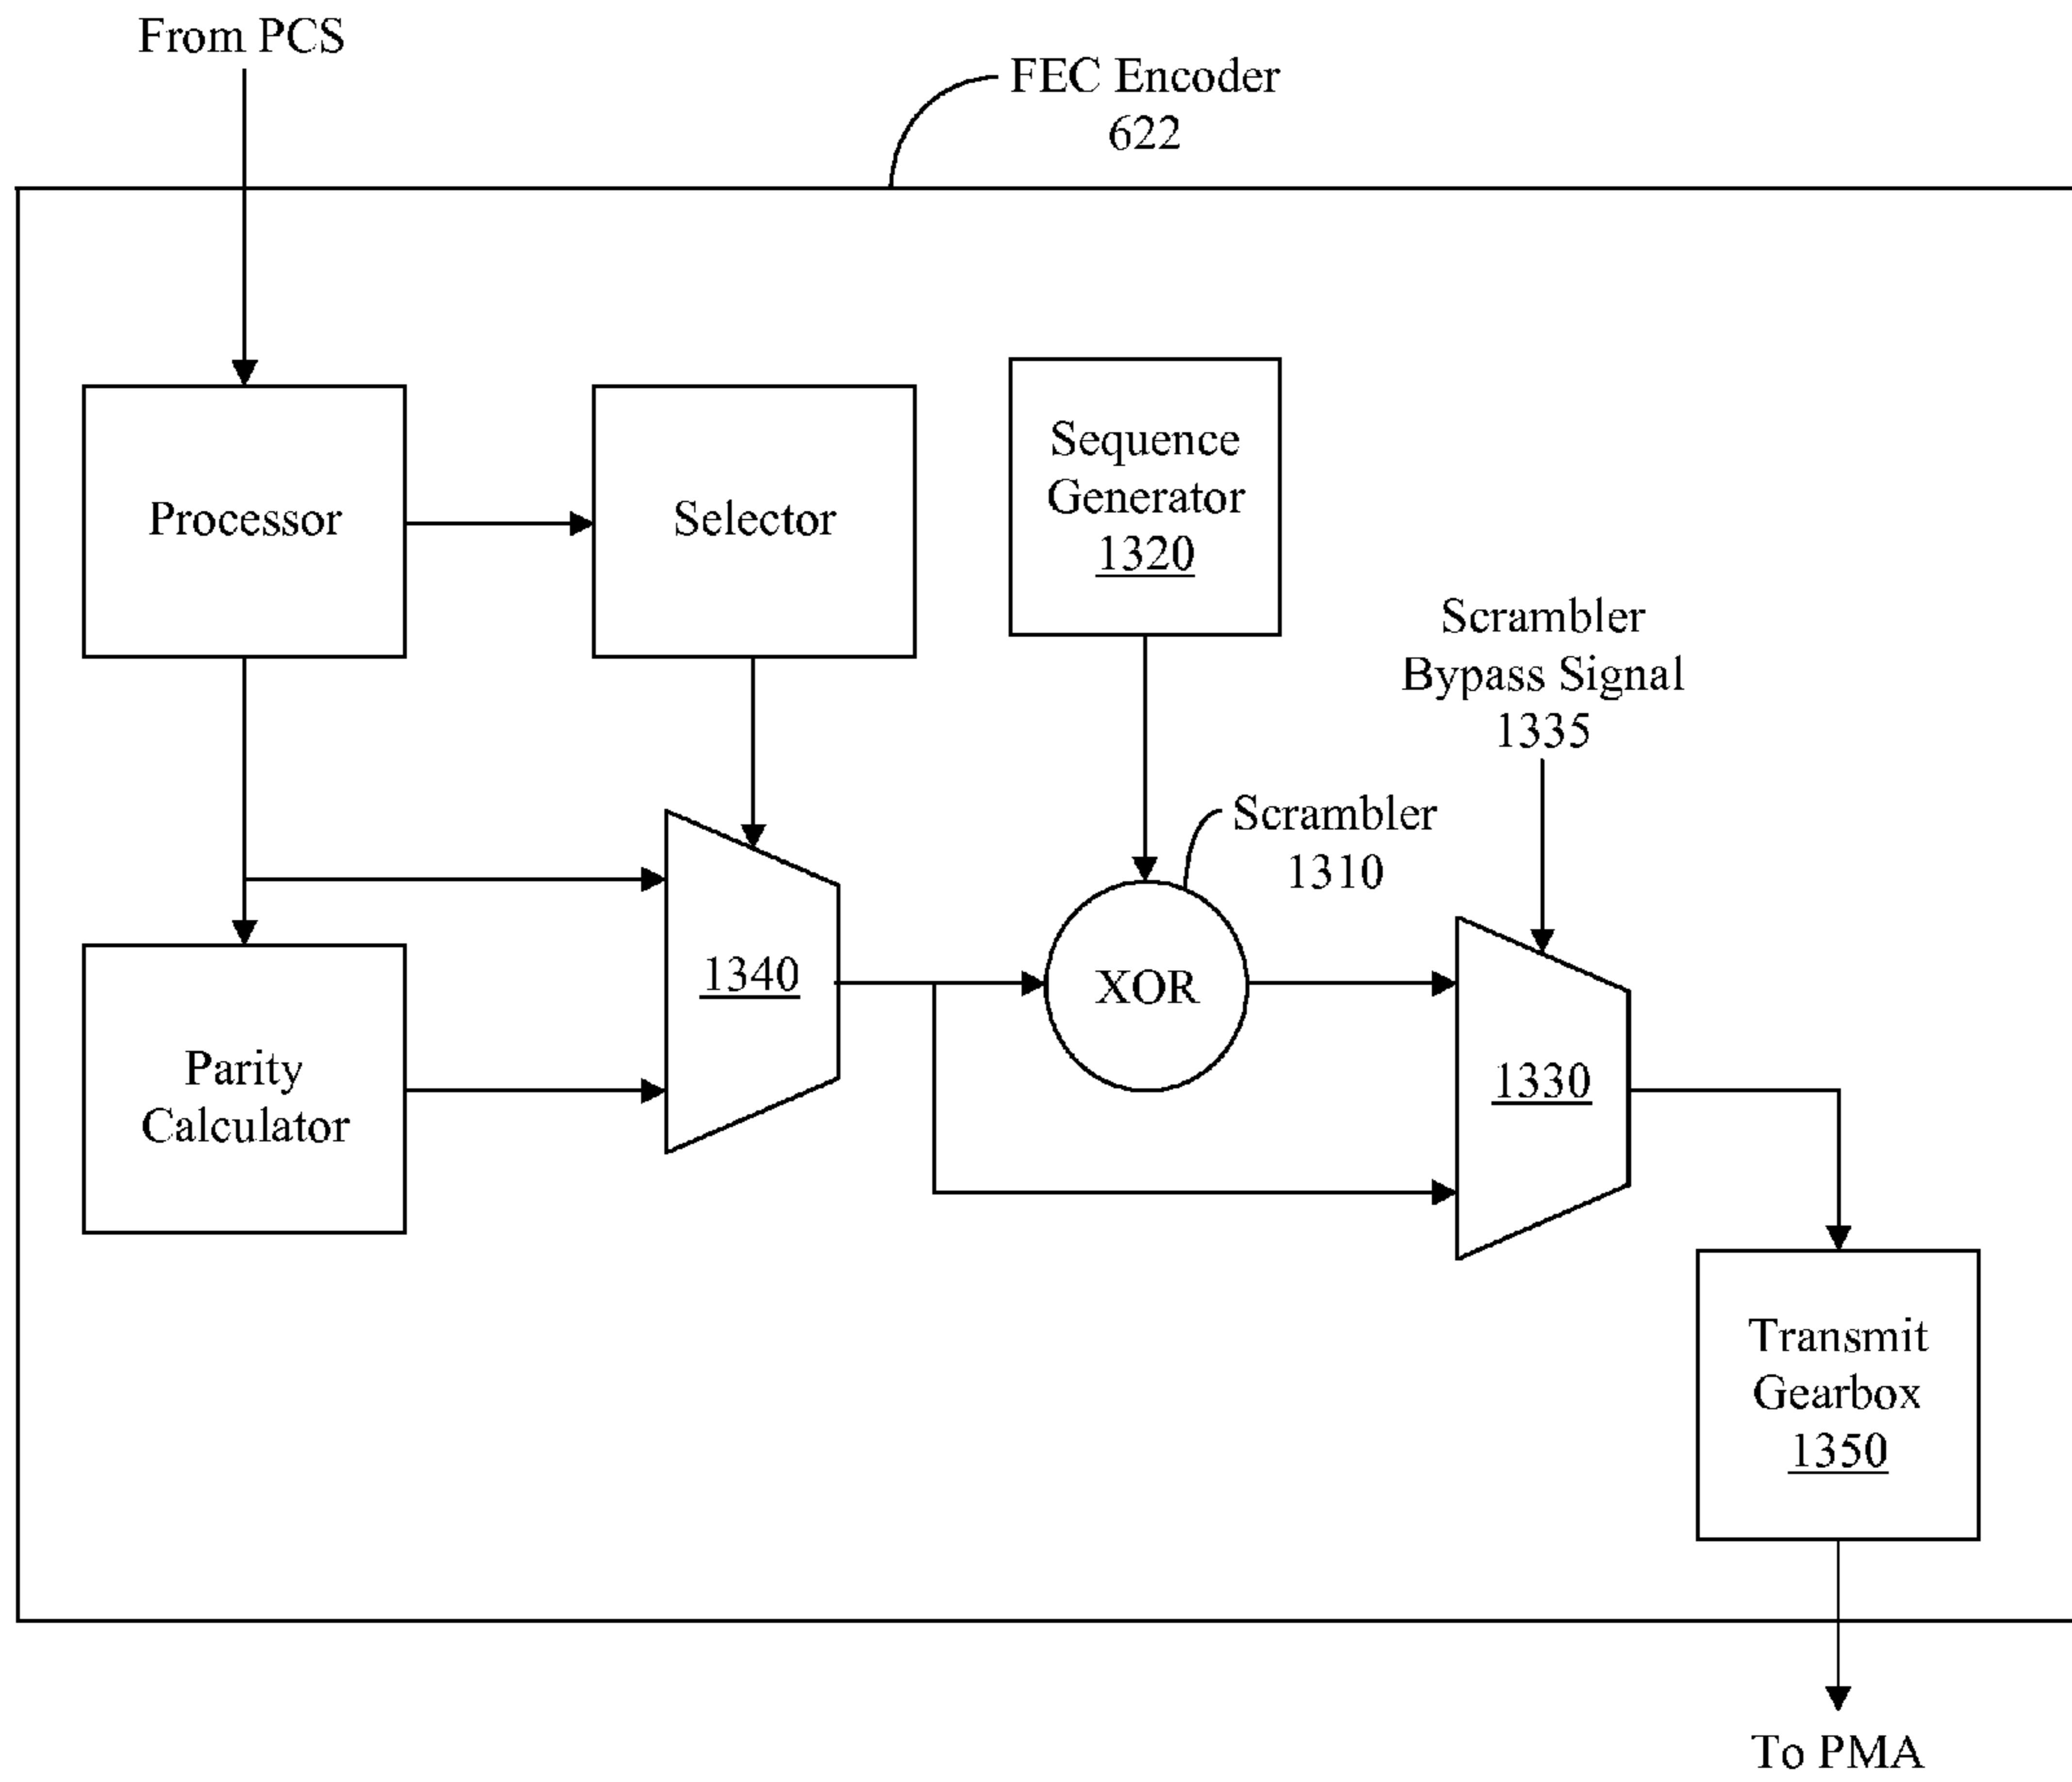 From PCS
FEC Encoder
622
Processor
Selector
Sequence
Generator
1320
Scrambler
Bypass Signal
1335
Scrambler
1310
1340
XOR
Parity
Calculator
1330
Transmit
Gearbox
1350
To PMA